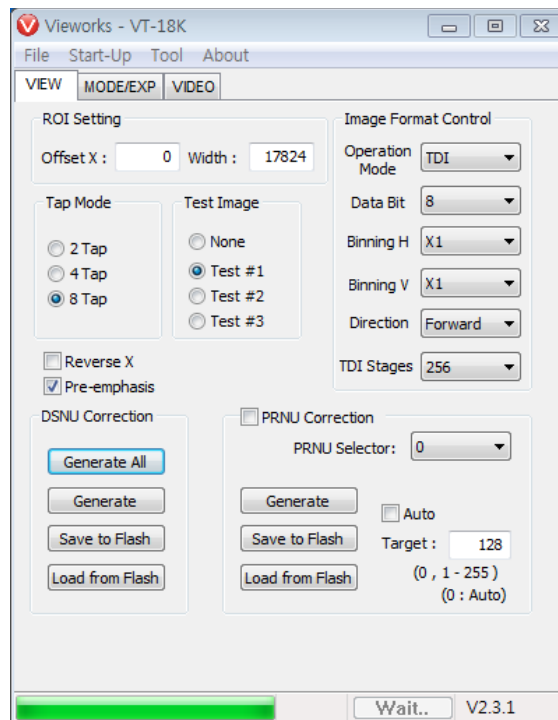 Vieworks - VT-18K
File Start-Up Tool About
VIEW MODE/EXP VIDEO
ROI Setting
Offset X : 0 Width : 17824
Image Format Control
Operation Mode TDI
Data Bit 8
Binning H X1
Binning V X1
Direction Forward
TDI Stages 256
Tap Mode
2 Tap
4 Tap
8 Tap
Test Image
None
Test #1
Test #2
Test #3
Reverse X
Pre-emphasis
DSNU Correction
Generate All
Generate
Save to Flash
Load from Flash
PRNU Correction
PRNU Selector: 0
Generate
Save to Flash
Load from Flash
Auto
Target : 128
(0 , 1 - 255 )
(0 : Auto)
Wait.. V2.3.1